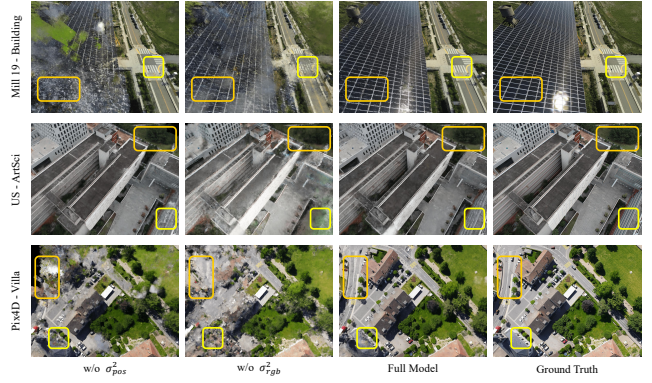 Mill 19 - Building
US - ArtSci
Pix4D - Villa
w/o σ²pos
w/o σ²rgb
Full Model
Ground Truth